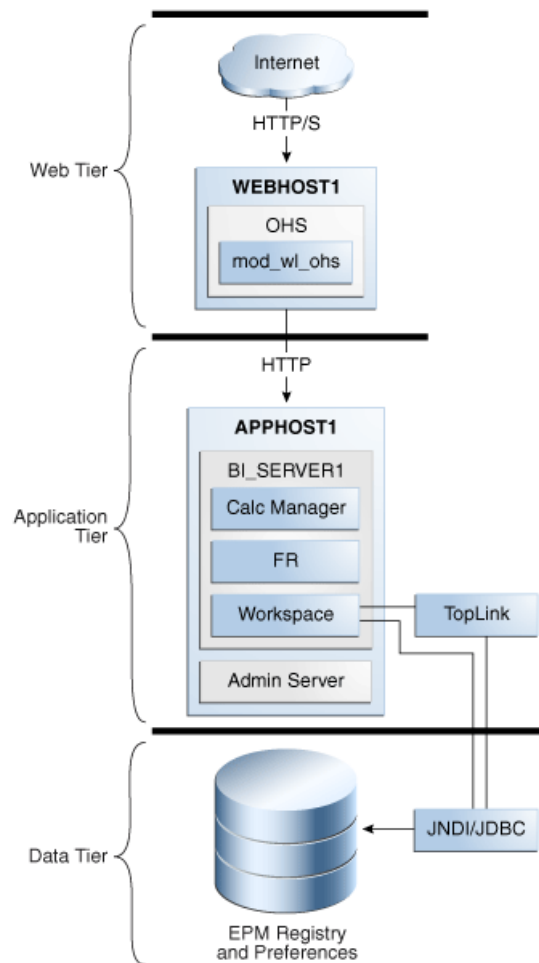 Internet
HTTP/S
Web Tier
WEBHOST1
OHS
mod_wl_ohs
HTTP
APPHOST1
BI_SERVER1
Calc Manager
Application
Tier
FR
Workspace
TopLink
Admin Server
JNDI/JDBC
Data Tier
EPM Registry
and Preferences